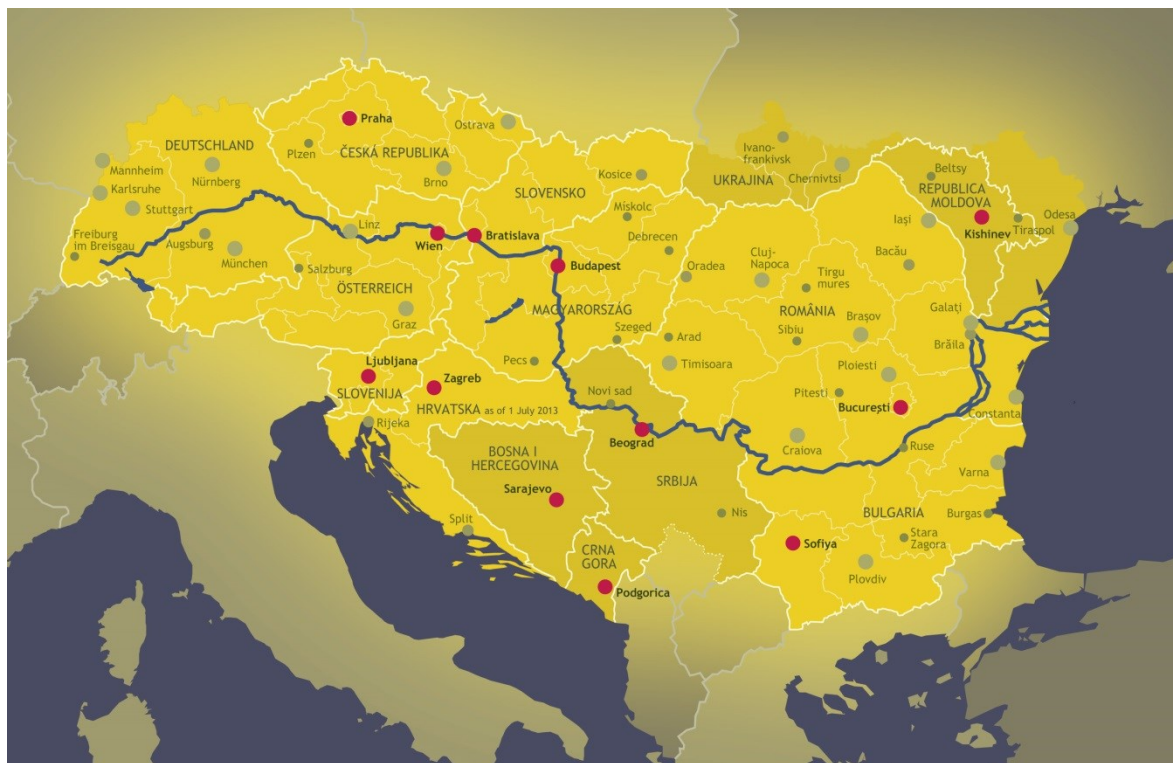 Praha
Ostrava
Plzen
ČESKÁ REPUBLIKA
Brno
DEUTSCHLAND
Mannheim
Nürnberg
Karlsruhe
Stuttgart
Freiburg
im Breisgau
Augsburg
München
Linz
Wien
Bratislava
Salzburg
ÖSTERREICH
Graz
SLOVENSKO
Kosice
Miskolc
Debrecen
Budapest
MAGYARORSZÁG
Szeged
Pecs
Ivano-
frankivsk
Chernivtsi
UKRAJINA
Beltsy
REPUBLICA
MOLDOVA
Kishinev
Tiraspol
Odesa
Iași
Bacău
Oradea
Cluj-
Napoca
Tirgu
mures
ROMÂNIA
Galați
Brăila
Arad
Sibiu
Brașov
Timisoara
Ploiesti
Pitesti
București
Constanta
Craiova
Ljubljana
SLOVENIJA
Zagreb
HRVATSKA as of 1 July 2013
Rijeka
Split
Novi sad
Beograd
BOSNA I
HERCEGOVINA
Sarajevo
SRBIJA
Nis
CRNA
GORA
Podgorica
Ruse
Varna
BULGARIA
Burgas
Sofiya
Stara
Zagora
Plovdiv